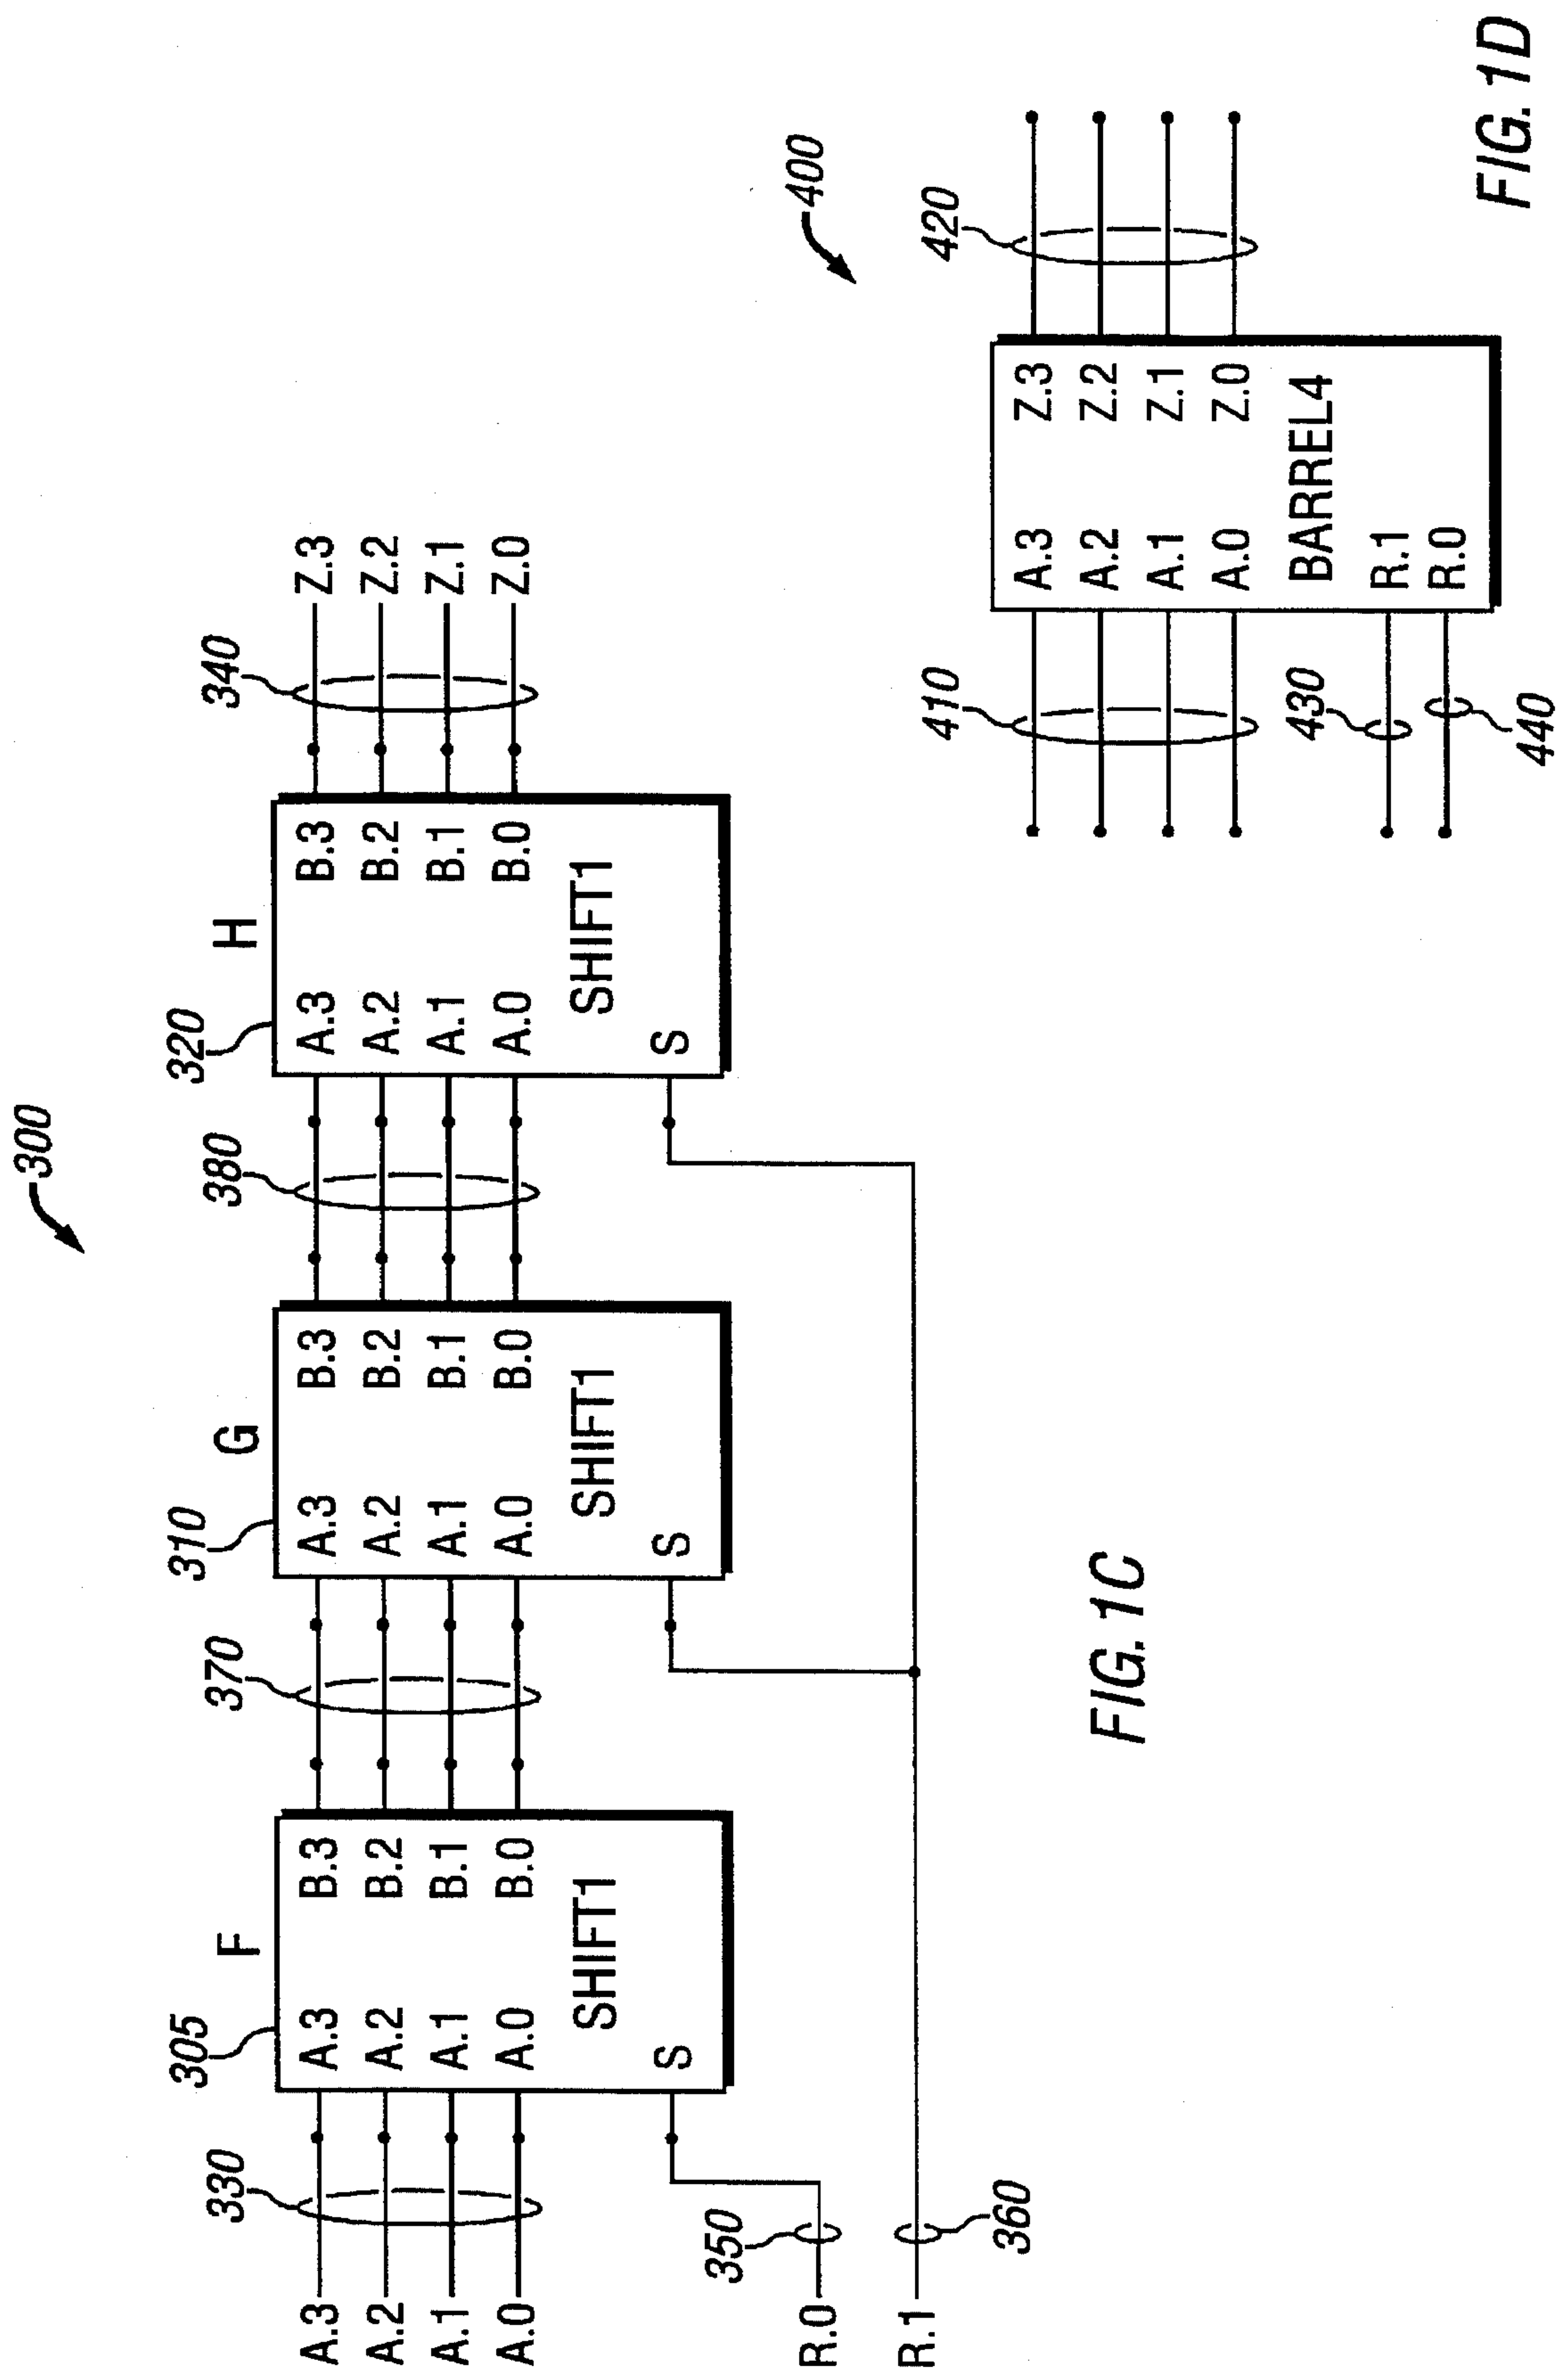 300
305
F
310
G
320
H
330
370
380
340
A.3
A.2
A.1
A.0
A.3 B.3
A.2 B.2
A.1 B.1
A.0 B.0
SHIFT1
S
A.3 B.3
A.2 B.2
A.1 B.1
A.0 B.0
SHIFT1
S
A.3 B.3
A.2 B.2
A.1 B.1
A.0 B.0
SHIFT1
S
Z.3
Z.2
Z.1
Z.0
350
R.0
R.1
360
FIG. 1C
400
410
420
A.3 Z.3
A.2 Z.2
A.1 Z.1
A.0 Z.0
BARREL4
430
R.1
R.0
440
FIG. 1D